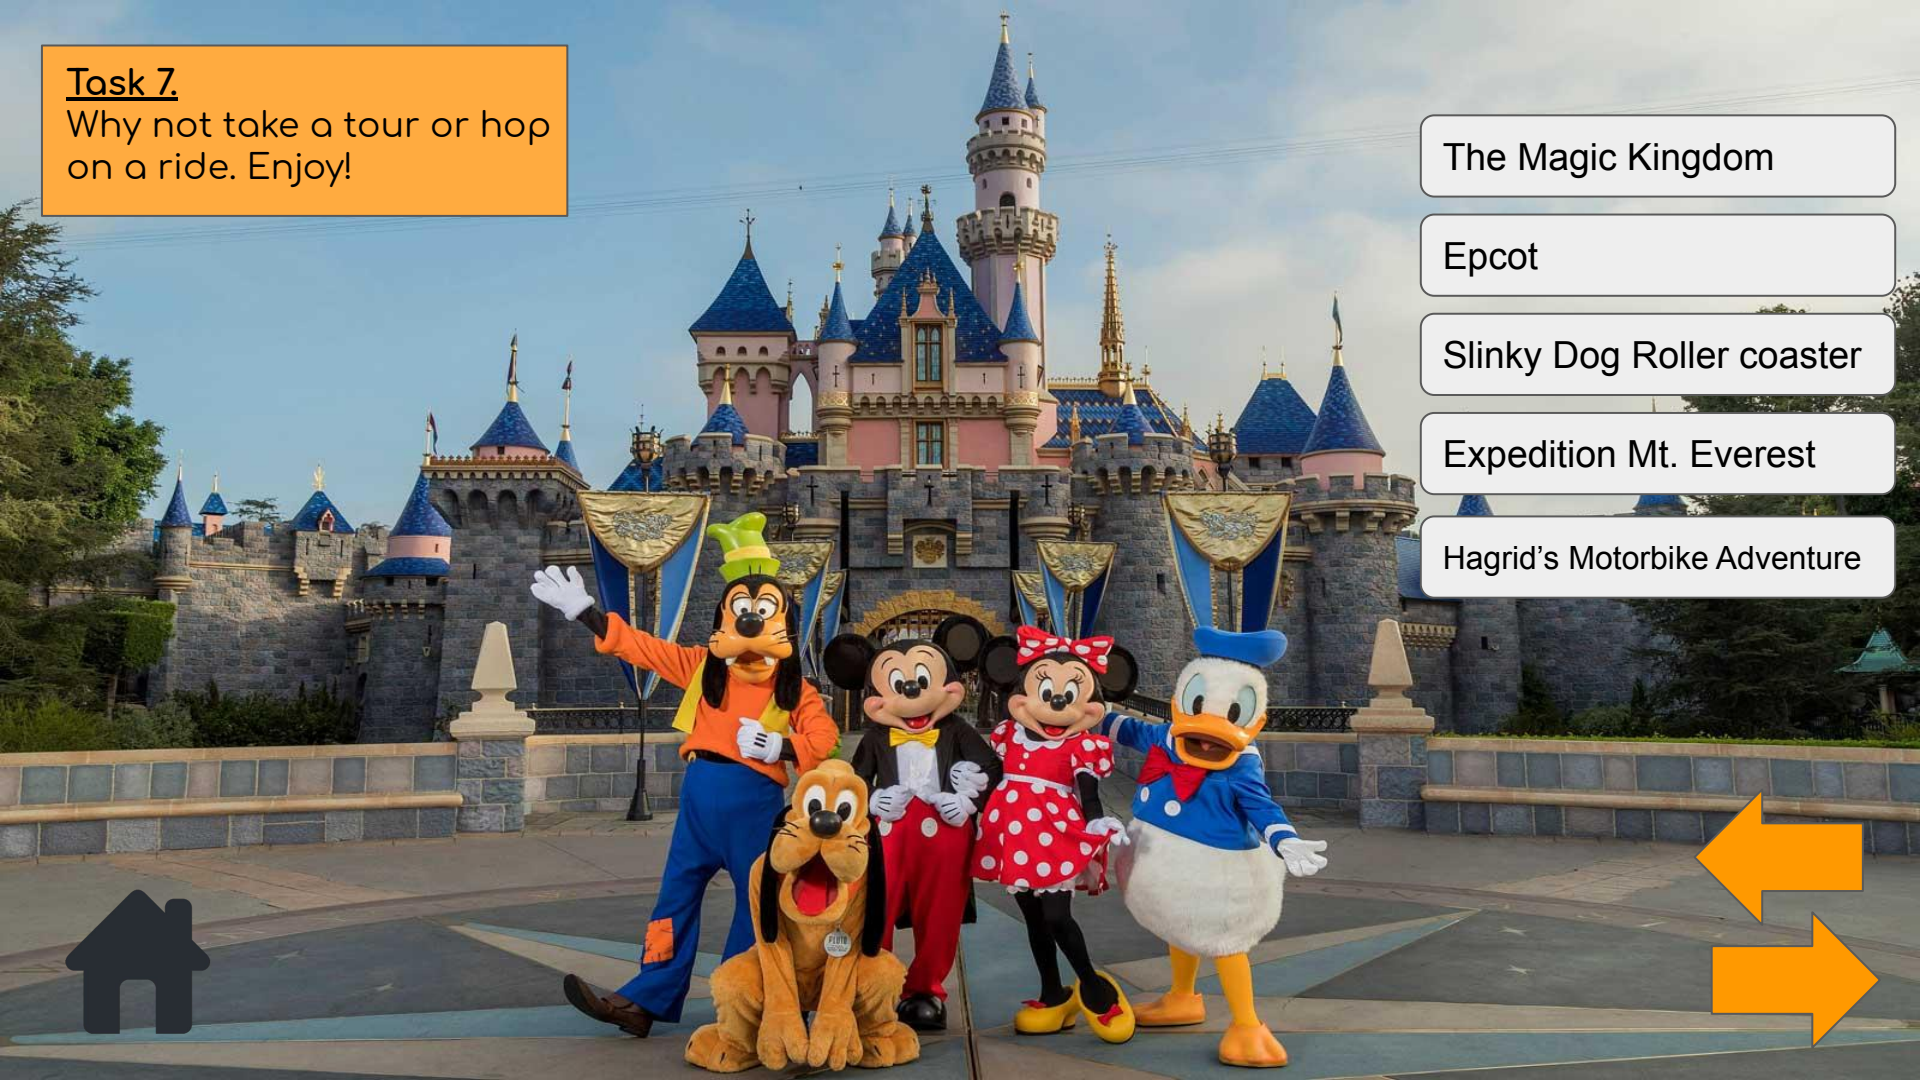 Task 7.
Why not take a tour or hop
on a ride. Enjoy!
The Magic Kingdom
Epcot
Slinky Dog Roller coaster
Expedition Mt. Everest
Hagrid's Motorbike Adventure
PLUTO